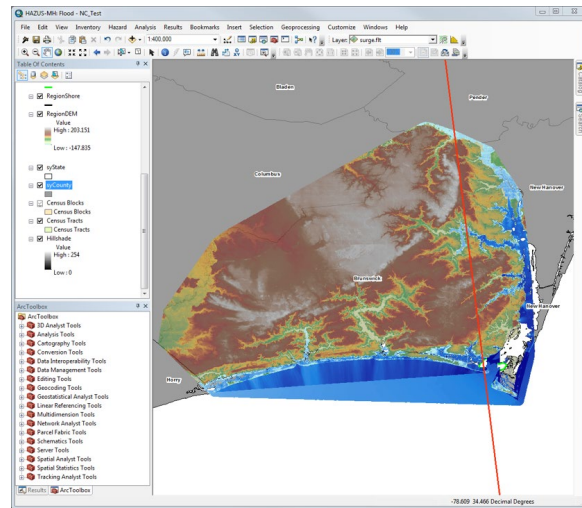 HAZUS-MH: Flood - NC_Test
File Edit View Inventory Hazard Analysis Results Bookmarks Insert Selection Geoprocessing Customize Windows Help
1:400,000
Layer: surge.flt
Table Of Contents
RegionShore
RegionDEM
Value
High : 203.151
Low : -147.835
syState
syCounty
Census Blocks
Census Blocks
Census Tracts
Census Tracts
Hillshade
Value
High : 254
Low : 0
ArcToolbox
ArcToolbox
3D Analyst Tools
Analysis Tools
Cartography Tools
Conversion Tools
Data Interoperability Tools
Data Management Tools
Editing Tools
Geocoding Tools
Geostatistical Analyst Tools
Linear Referencing Tools
Multidimension Tools
Network Analyst Tools
Parcel Fabric Tools
Schematics Tools
Server Tools
Spatial Analyst Tools
Spatial Statistics Tools
Tracking Analyst Tools
Results ArcToolbox
Bladen
Pender
Columbus
New Hanover
Brunswick
New Hanover
Horry
Catalog
Search
-78.609 34.466 Decimal Degrees